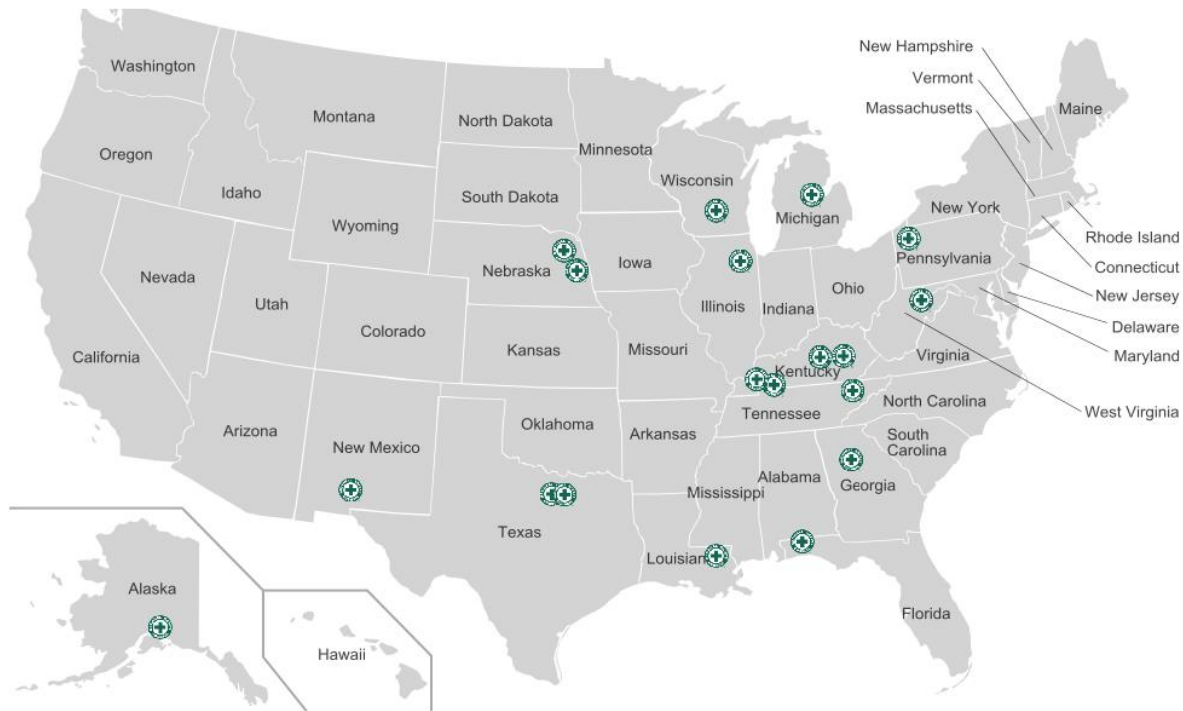 New Hampshire
Washington
Vermont
Massachusetts
Maine
Montana
North Dakota
Oregon
Minnesota
Wisconsin
Idaho
South Dakota
New York
Michigan
Wyoming
Rhode Island
Pennsylvania
Iowa
Connecticut
Nebraska
Nevada
Ohio
New Jersey
Utah
Illinois
Indiana
Delaware
Colorado
Kansas
Missouri
Virginia
California
Maryland
Kentucky
North Carolina
West Virginia
Tennessee
Oklahoma
Arizona
Arkansas
South
Carolina
New Mexico
Alabama
Georgia
Mississippi
Texas
Louisian
Alaska
Florida
Hawaii